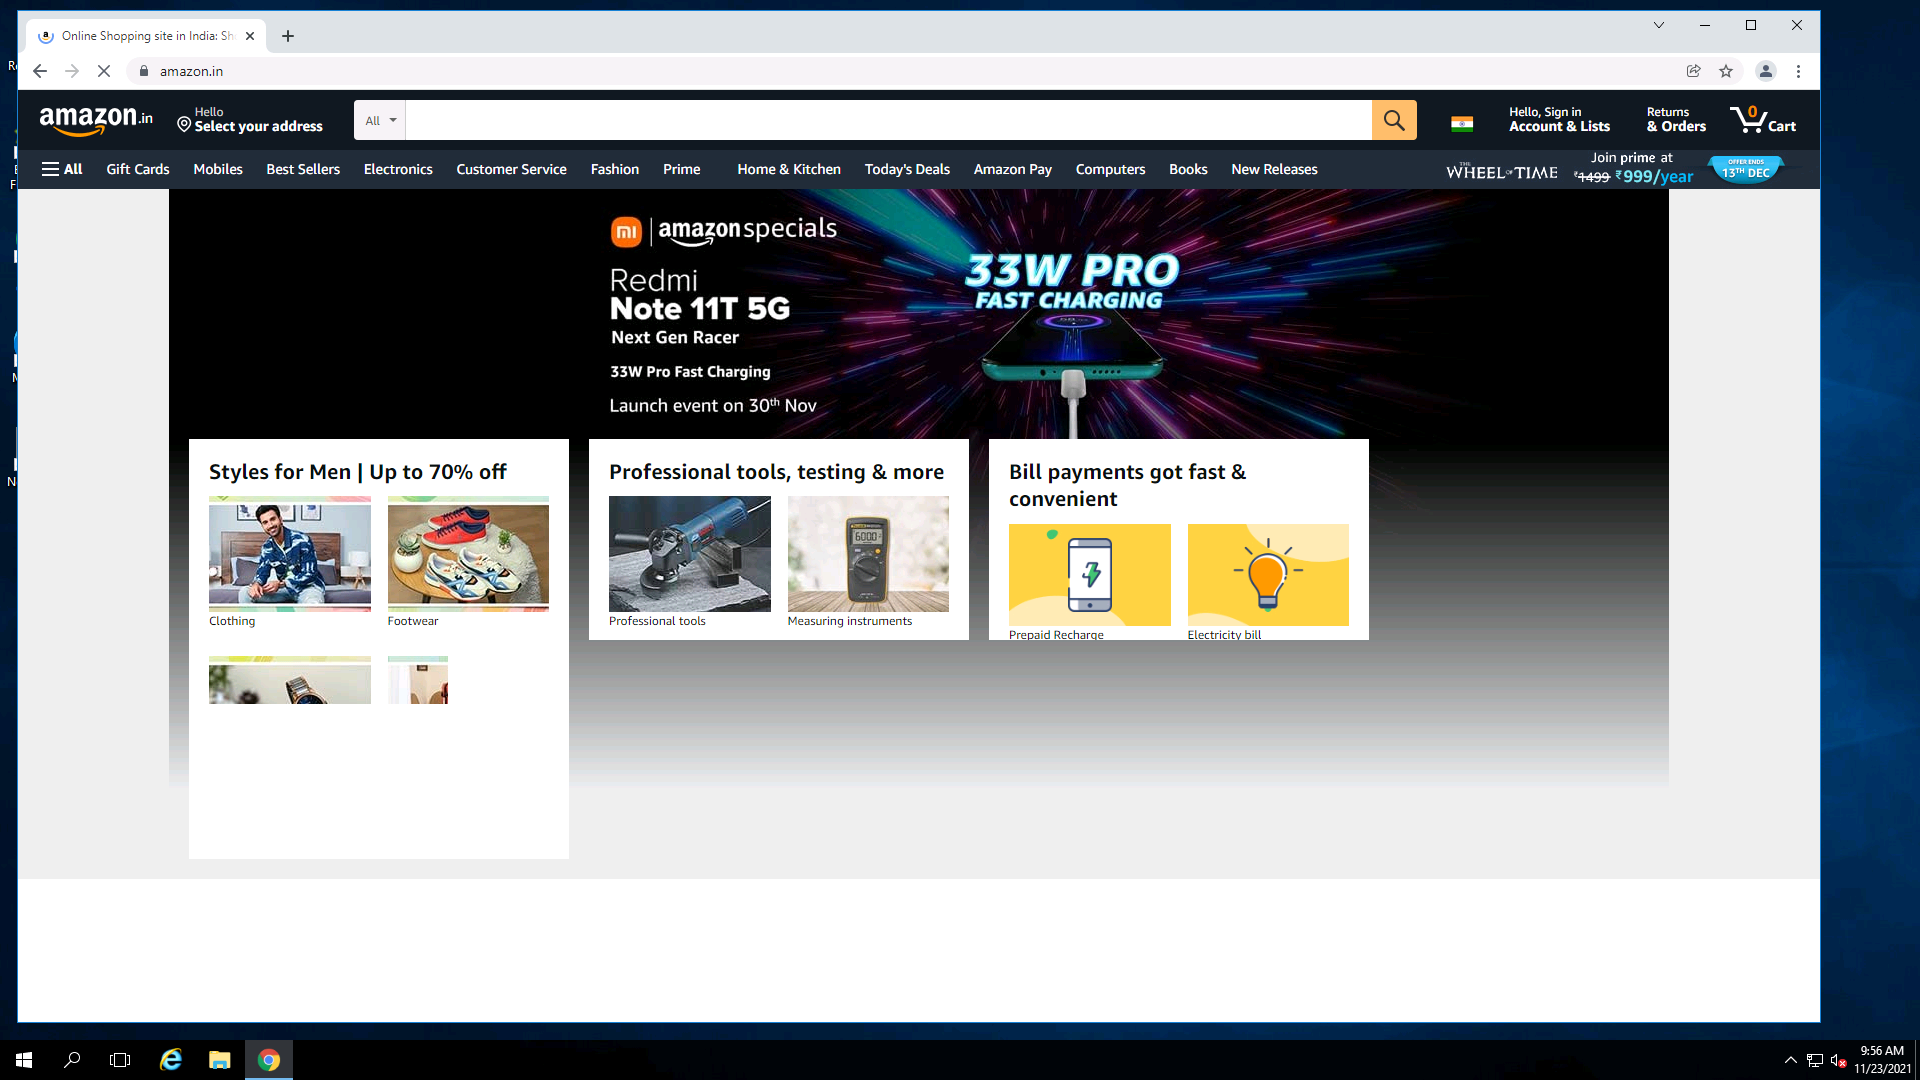 Online Shopping site in India: Sh
amazon.in
amazon.in
Hello
Select your address
All
Hello, Sign in
Account & Lists
Returns
& Orders
0
Cart
All
Gift Cards
Mobiles
Best Sellers
Electronics
Customer Service
Fashion
Prime
Home & Kitchen
Today's Deals
Amazon Pay
Computers
Books
New Releases
THE
WHEEL OF TIME
Join prime at
₹1499 ₹999/year
OFFER ENDS
13TH DEC
mi | amazonspecials
Redmi
Note 11T 5G
Next Gen Racer
33W Pro Fast Charging
Launch event on 30th Nov
33W PRO
FAST CHARGING
Styles for Men | Up to 70% off
Clothing
Footwear
Professional tools, testing & more
6000
Professional tools
Measuring instruments
Bill payments got fast &
convenient
Prepaid Recharge
Electricity bill
9:56 AM
11/23/2021